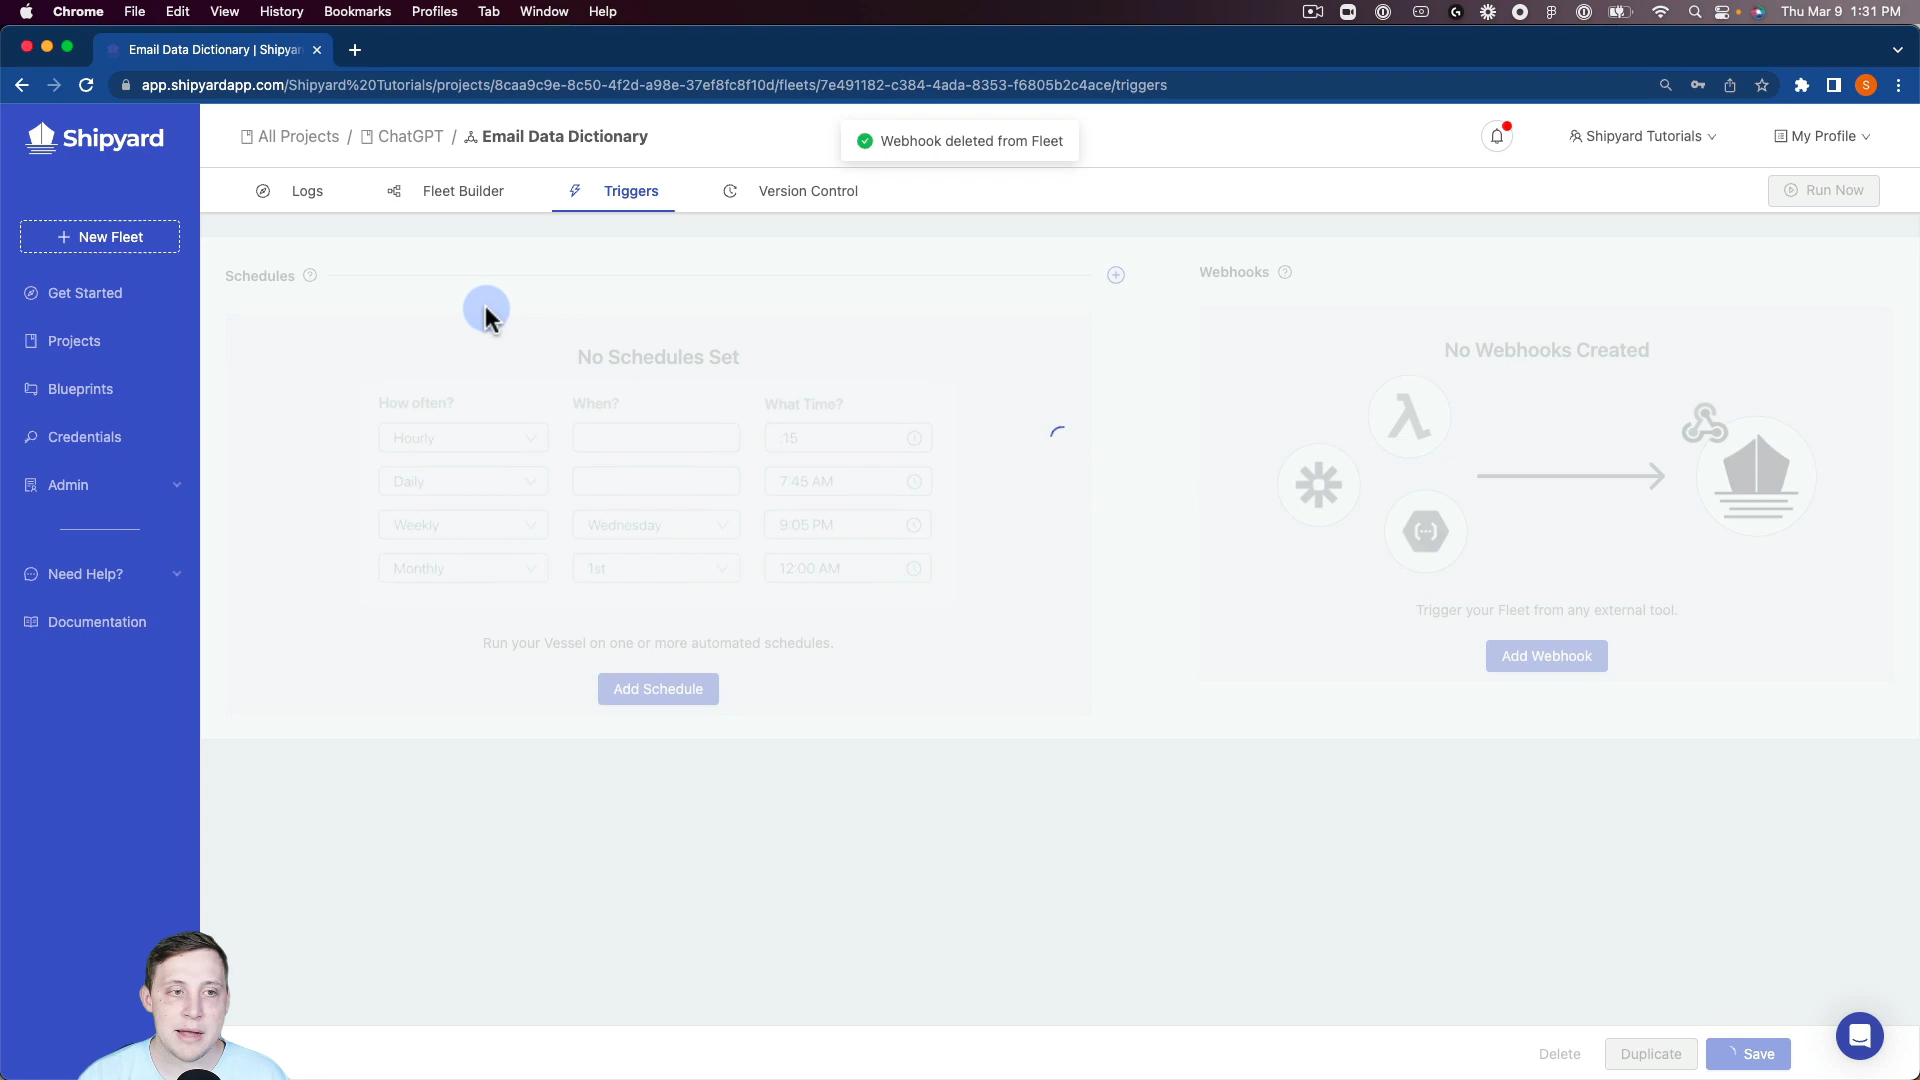 Chrome File Edit View History Bookmarks Profiles Tab Window Help Thu Mar 9 1:31 PM
Email Data Dictionary | Shipyar
app.shipyardapp.com/Shipyard%20Tutorials/projects/8caa9c9e-8c50-4f2d-a98e-37ef8fc8f10d/fleets/7e491182-c384-4ada-8353-f6805b2c4ace/triggers
S
Shipyard
All Projects / ChatGPT / Email Data Dictionary
Webhook deleted from Fleet
Shipyard Tutorials
My Profile
Logs
Fleet Builder
Triggers
Version Control
Run Now
New Fleet
Get Started
Projects
Blueprints
Credentials
Admin
Need Help?
Documentation
Schedules
No Schedules Set
How often? When? What Time?
Hourly :15
Daily 7:45 AM
Weekly Wednesday 9:05 PM
Monthly 1st 12:00 AM
Run your Vessel on one or more automated schedules.
Add Schedule
Webhooks
No Webhooks Created
Trigger your Fleet from any external tool.
Add Webhook
Delete
Duplicate
Save